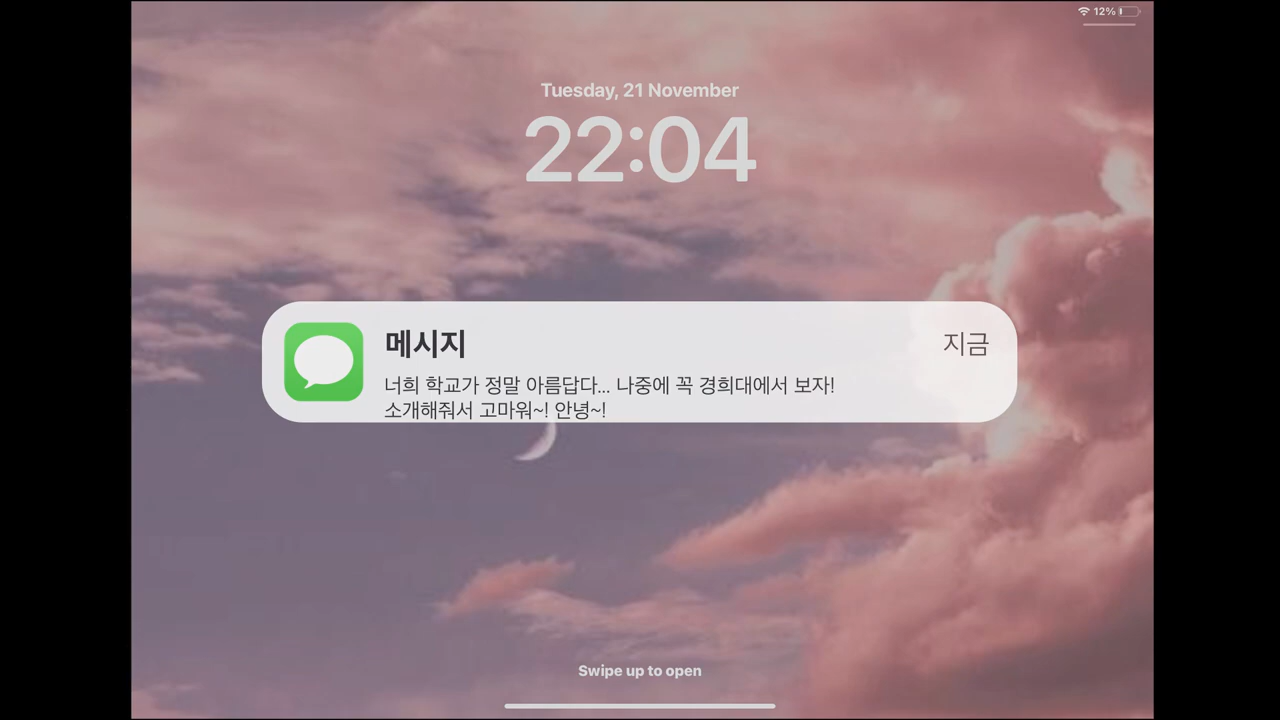 12%
Tuesday, 21 November
22:04
메시지
지금
너희 학교가 정말 아름답다... 나중에 꼭 경희대에서 보자!
소개해줘서 고마워~! 안녕~!
Swipe up to open